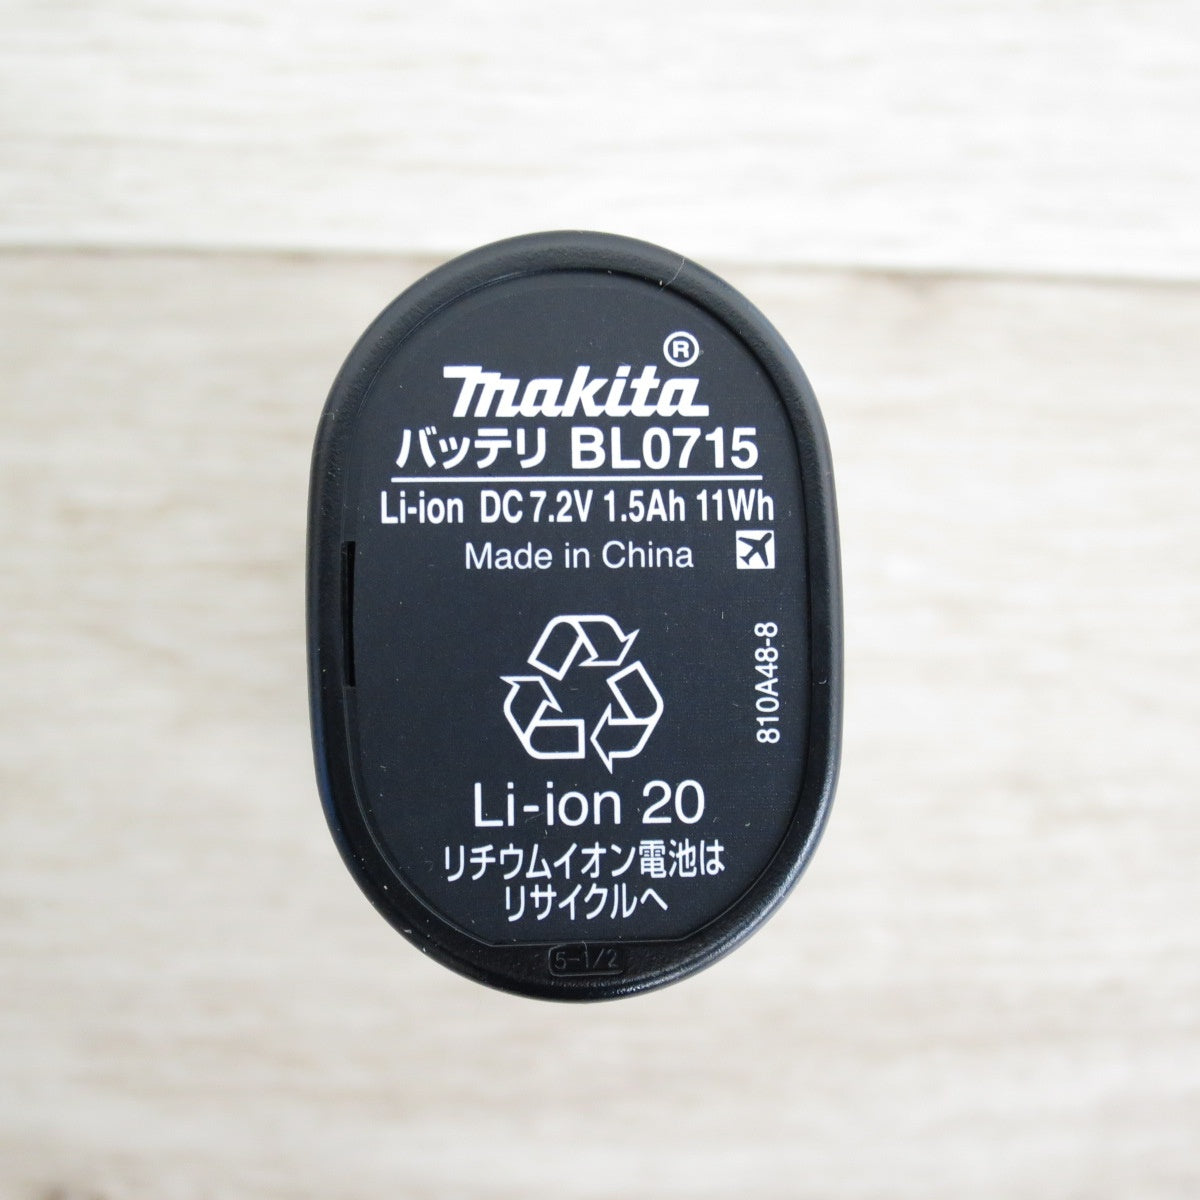 makita®
バッテリ BL0715
Li-ion DC 7.2V 1.5Ah 11Wh
Made in China
810A48-8
Li-ion 20
リチウムイオン電池は
リサイクルへ
5-1/2